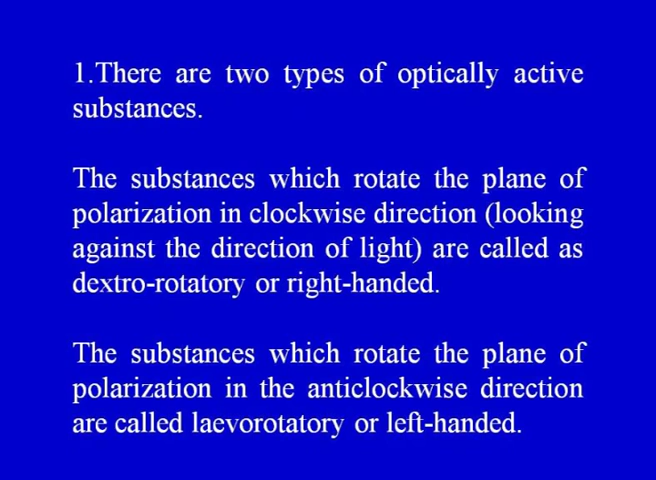 1.There are two types of optically active
substances.
The substances which rotate the plane of
polarization in clockwise direction (looking
against the direction of light) are called as
dextro-rotatory or right-handed.
The substances which rotate the plane of
polarization in the anticlockwise direction
are called laevorotatory or left-handed.